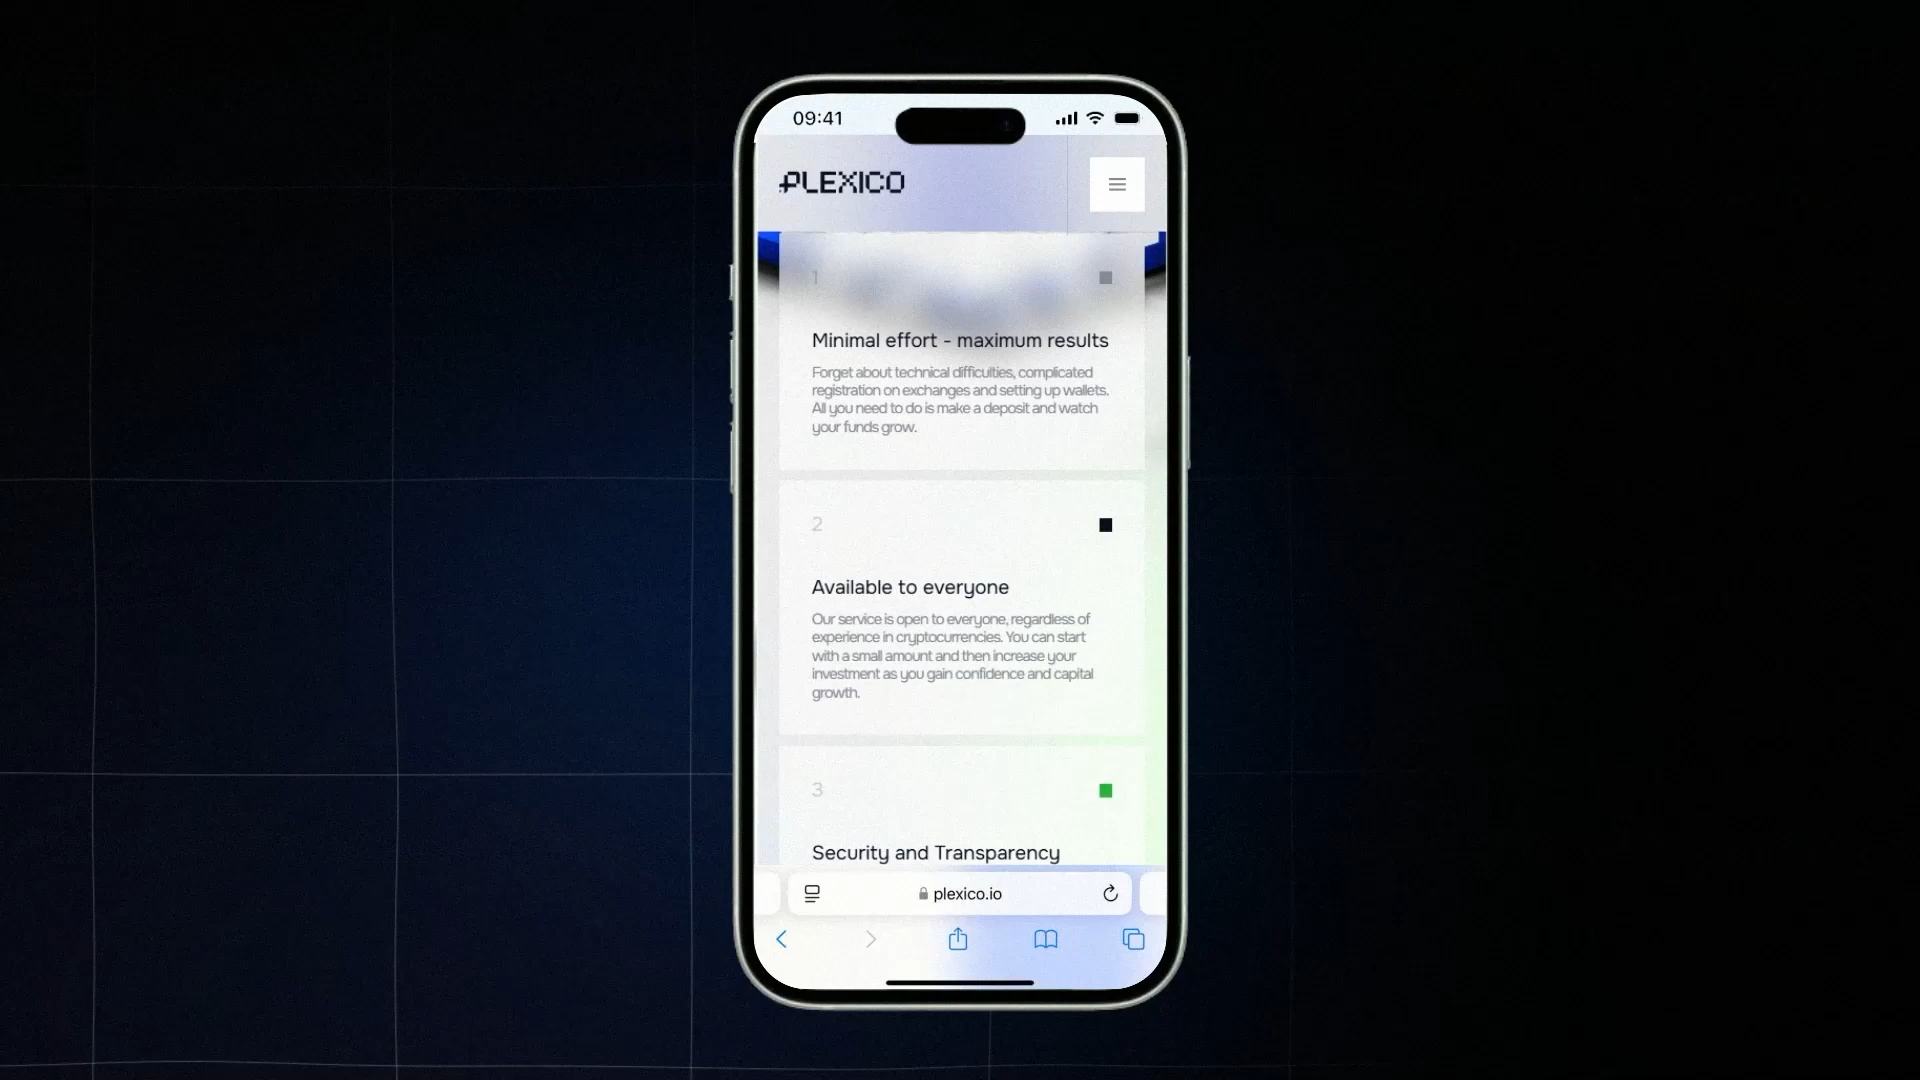 09:41
PLEXICO
1
Minimal effort - maximum results
Forget about technical difficulties, complicated
registration on exchanges and setting up wallets.
All you need to do is make a deposit and watch
your funds grow.
2
Available to everyone
Our service is open to everyone, regardless of
experience in cryptocurrencies. You can start
with a small amount and then increase your
investment as you gain confidence and capital
growth.
3
Security and Transparency
plexico.io